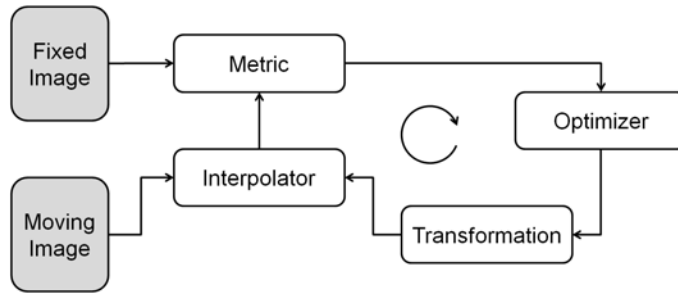 Fixed
Image
Metric
Optimizer
Interpolator
Moving
Image
Transformation